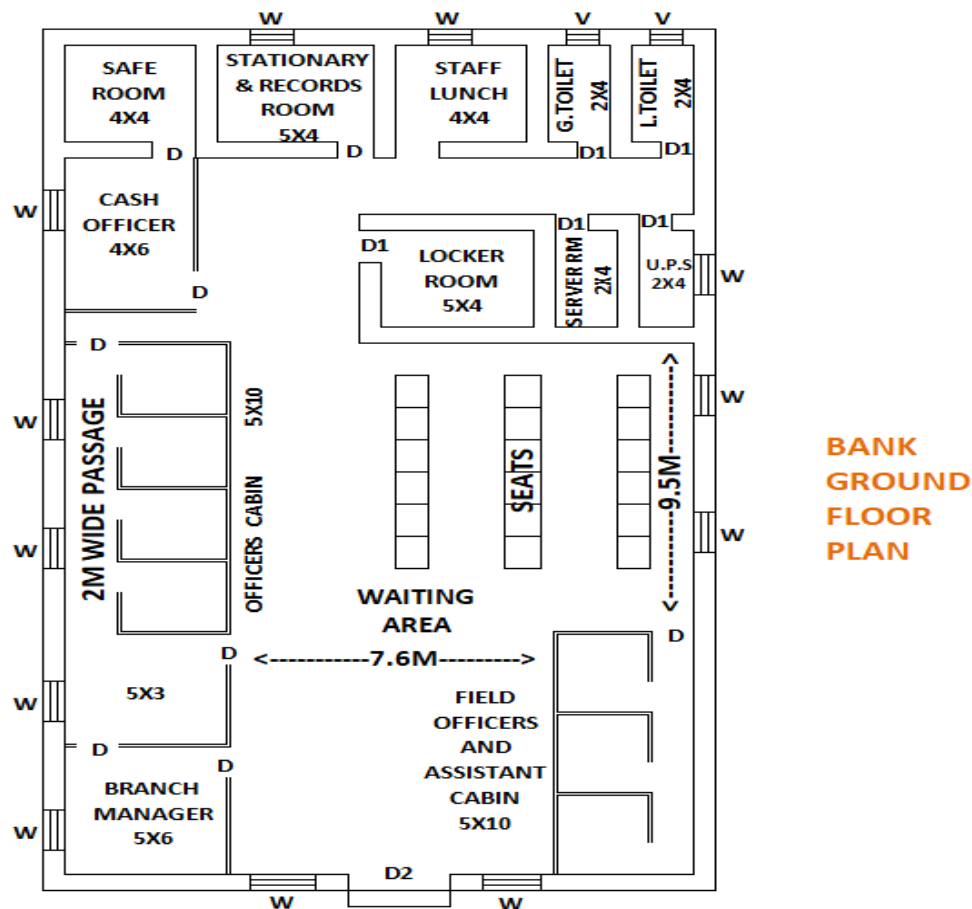 W
W
V
V
SAFE
ROOM
4X4
STATIONARY
& RECORDS
ROOM
5X4
STAFF
LUNCH
4X4
G.TOILET
2X4
L.TOILET
2X4
D
D
D1
D1
W
CASH
OFFICER
4X6
D
D1
D1
D1
LOCKER
ROOM
5X4
SERVER RM
2X4
U.P.S
2X4
W
D
W
W
2M WIDE PASSAGE
OFFICERS CABIN
5X10
SEATS
<-----------9.5M----------->
W
W
BANK
GROUND
FLOOR
PLAN
WAITING
AREA
<-----------7.6M--------->
D
D
W
5X3
D
D
BRANCH
MANAGER
5X6
W
FIELD
OFFICERS
AND
ASSISTANT
CABIN
5X10
D2
W
W